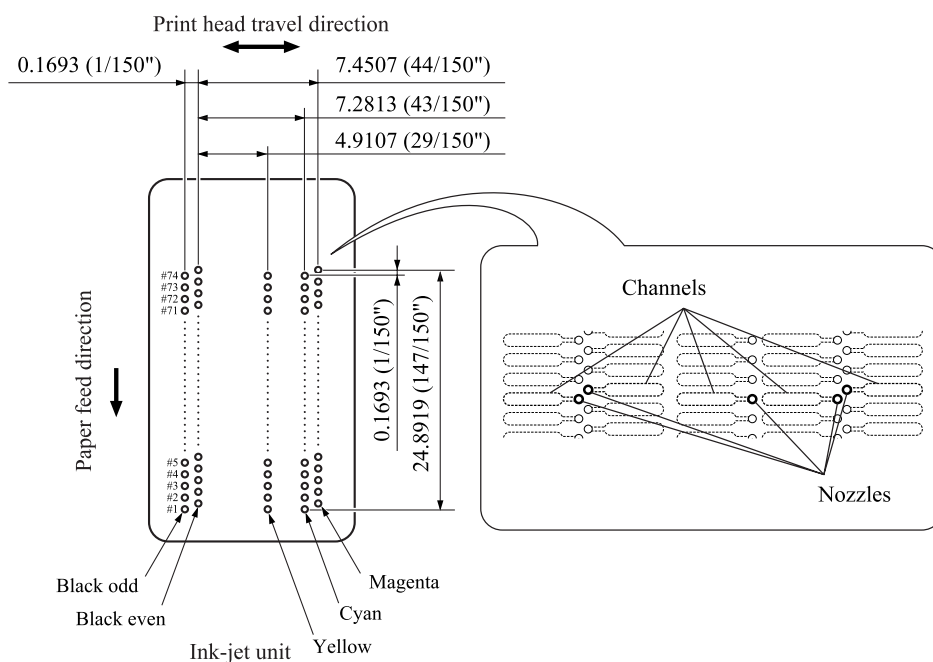 Print head travel direction
0.1693 (1/150")
7.4507 (44/150")
7.2813 (43/150")
4.9107 (29/150")
#74
#73
#72
#71
Paper feed direction
0.1693 (1/150")
24.8919 (147/150")
#5
#4
#3
#2
#1
Channels
Nozzles
Black odd
Black even
Magenta
Cyan
Yellow
Ink-jet unit